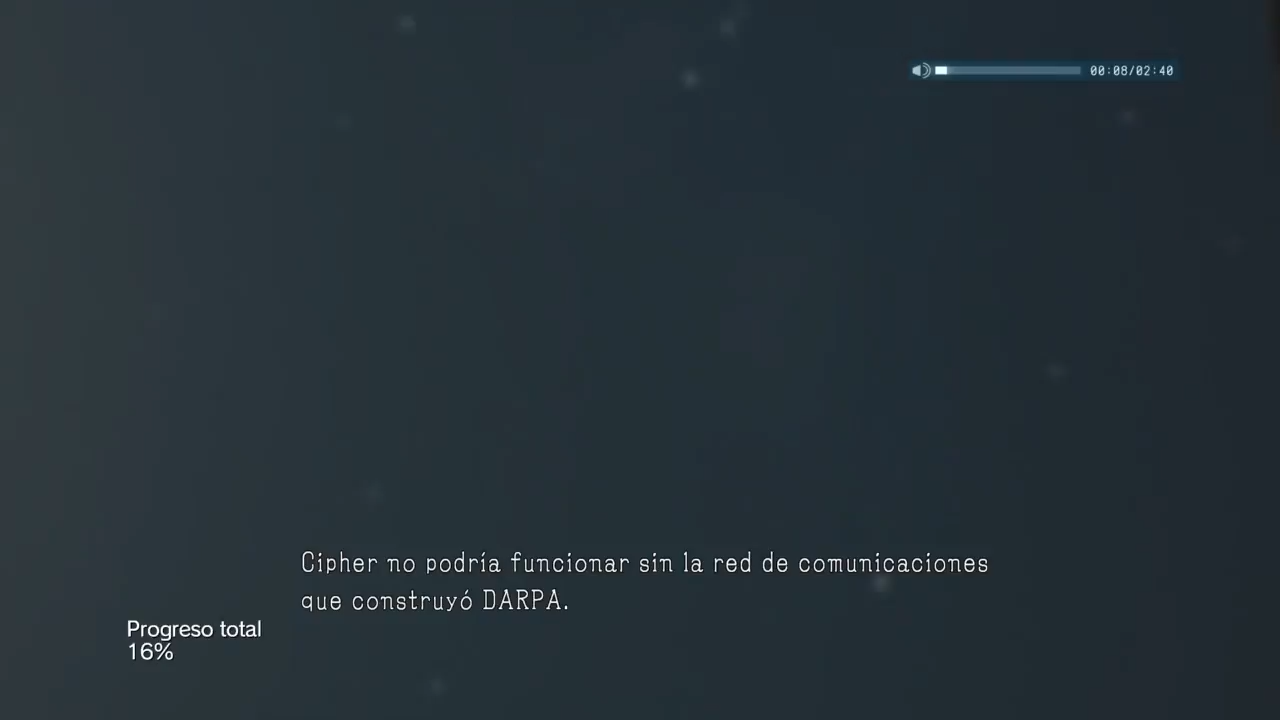 00:08/02:40
Cipher no podría funcionar sin la red de comunicaciones
que construyó DARPA.
Progreso total
16%